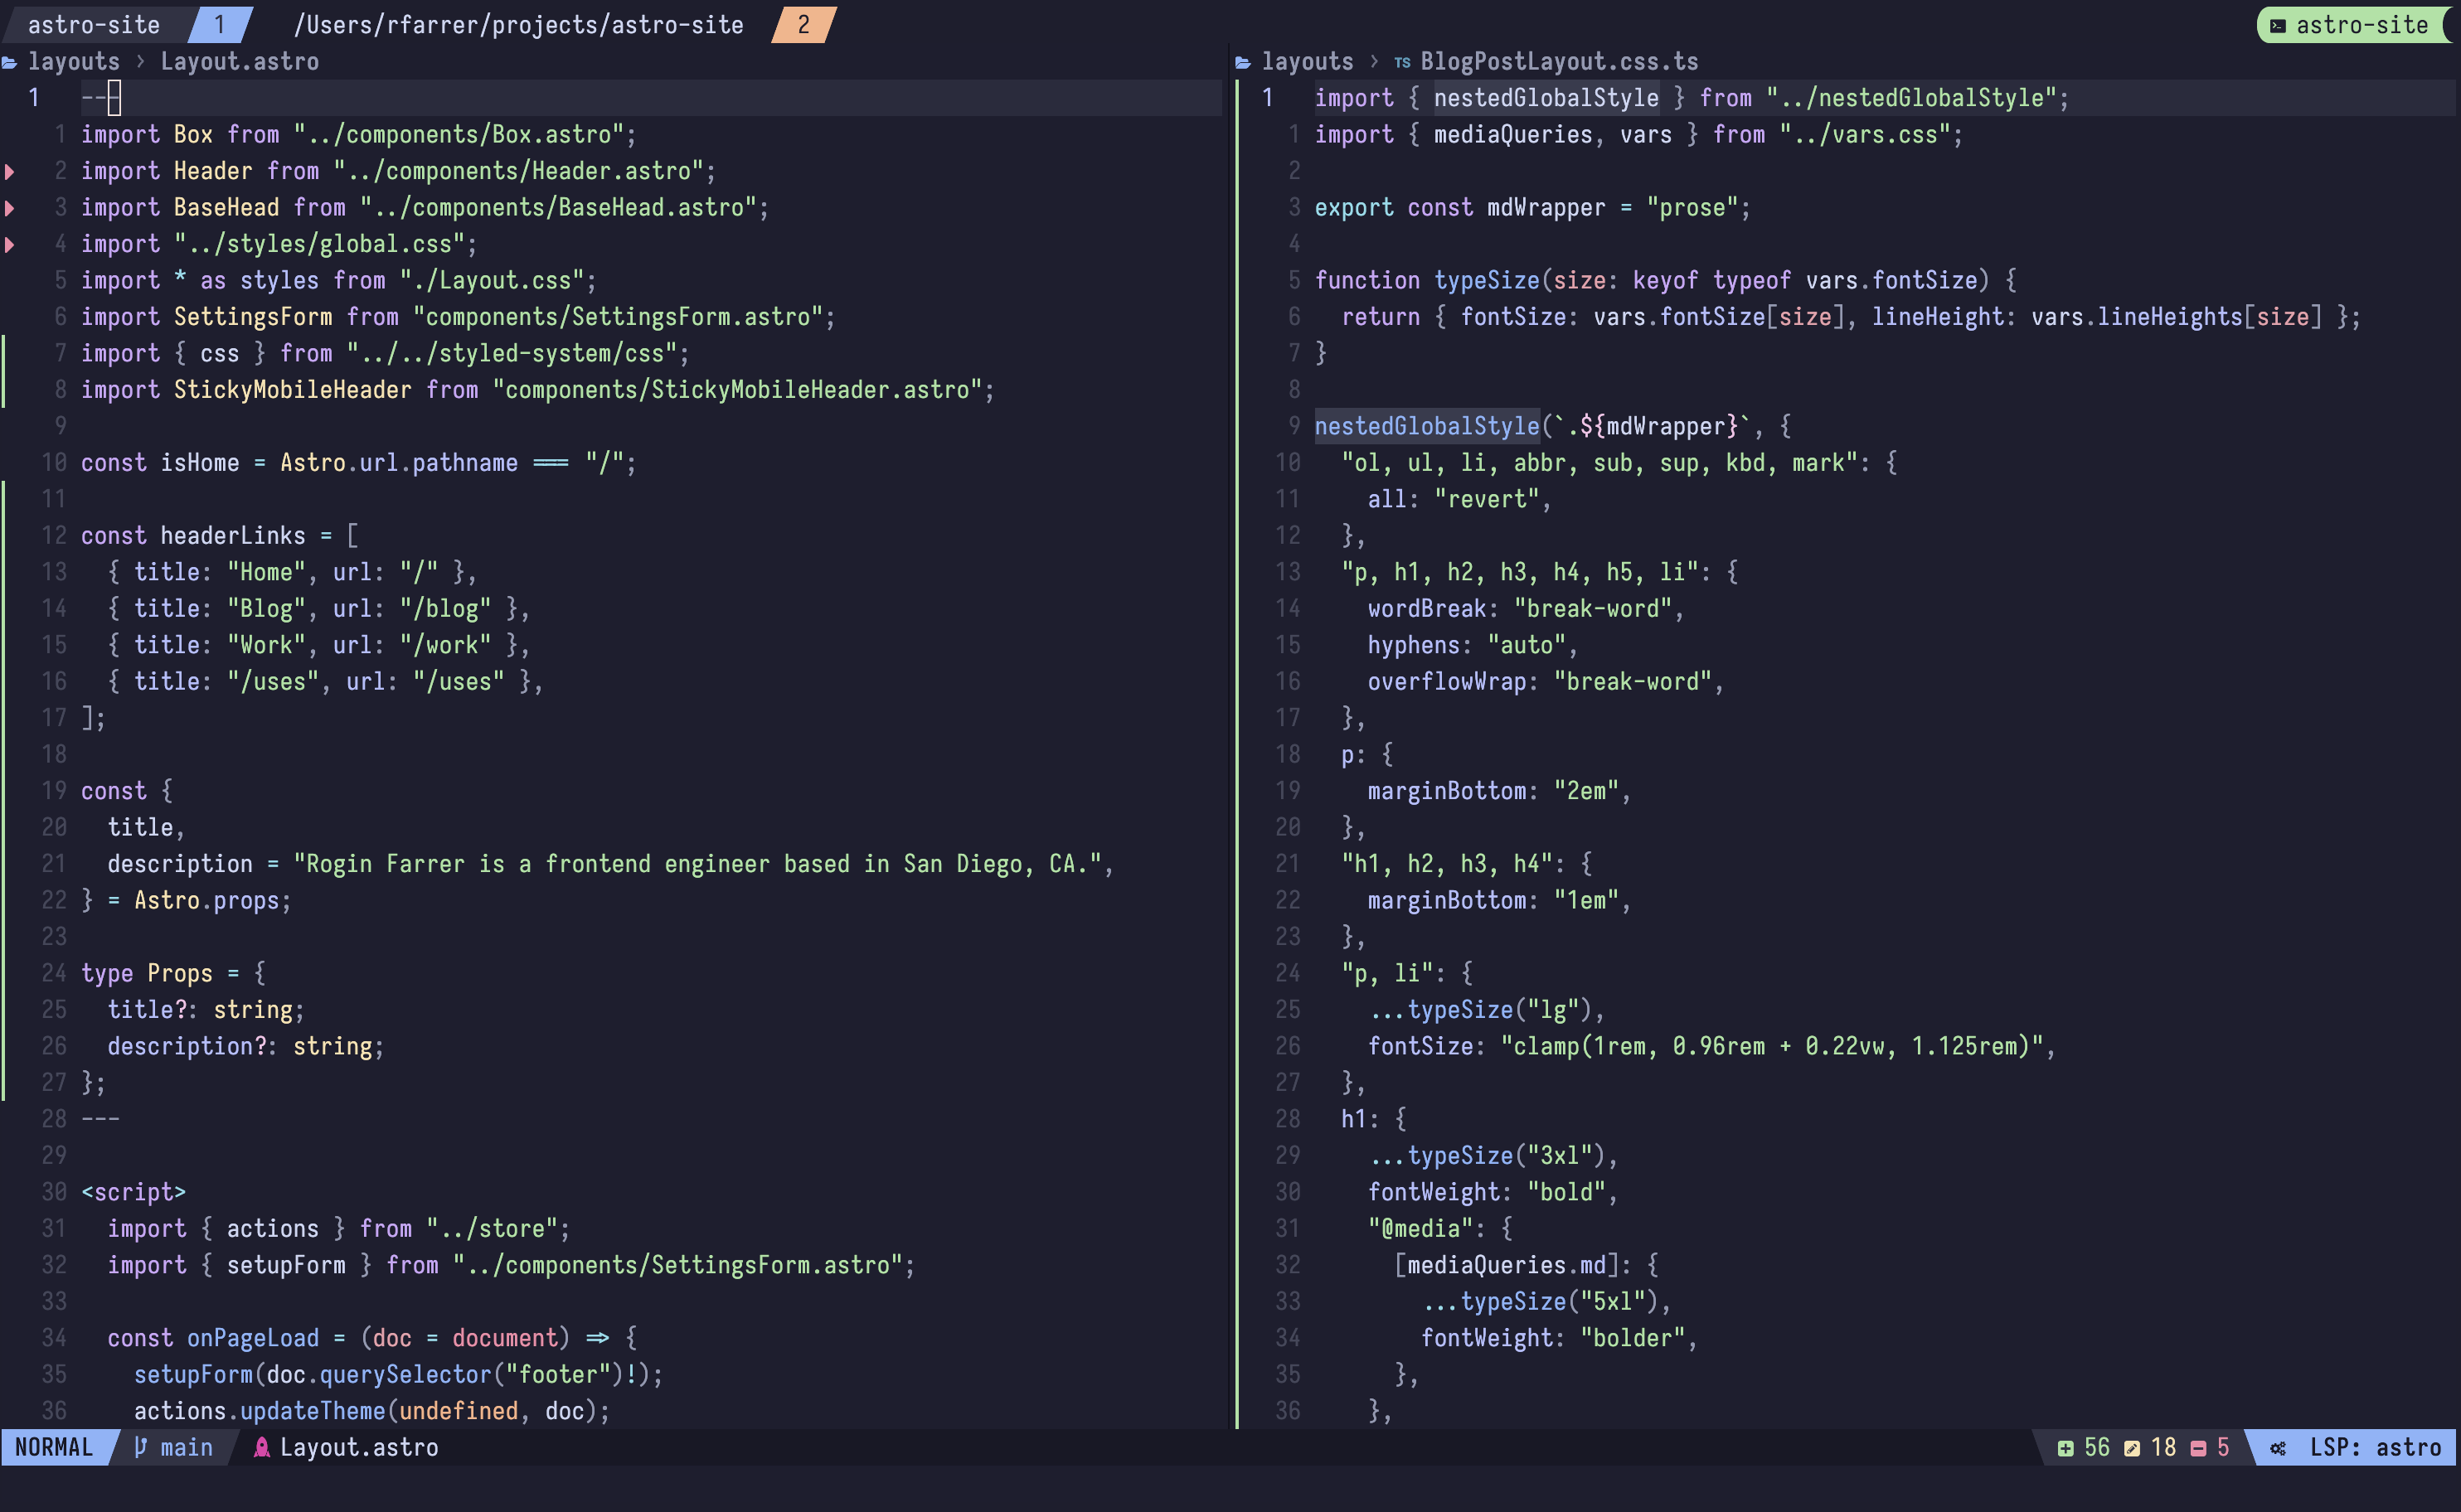 astro-site 1 /Users/rfarrer/projects/astro-site 2 astro-site
layouts > Layout.astro
1 ---
1 import Box from "../components/Box.astro";
2 import Header from "../components/Header.astro";
3 import BaseHead from "../components/BaseHead.astro";
4 import "../styles/global.css";
5 import * as styles from "./Layout.css";
6 import SettingsForm from "components/SettingsForm.astro";
7 import { css } from "../../styled-system/css";
8 import StickyMobileHeader from "components/StickyMobileHeader.astro";
9
10 const isHome = Astro.url.pathname === "/";
11
12 const headerLinks = [
13   { title: "Home", url: "/" },
14   { title: "Blog", url: "/blog" },
15   { title: "Work", url: "/work" },
16   { title: "/uses", url: "/uses" },
17 ];
18
19 const {
20   title,
21   description = "Rogin Farrer is a frontend engineer based in San Diego, CA.",
22 } = Astro.props;
23
24 type Props = {
25   title?: string;
26   description?: string;
27 };
28 ---
29
30 <script>
31   import { actions } from "../store";
32   import { setupForm } from "../components/SettingsForm.astro";
33
34   const onPageLoad = (doc = document) => {
35     setupForm(doc.querySelector("footer")!);
36     actions.updateTheme(undefined, doc);
layouts > TS BlogPostLayout.css.ts
1 import { nestedGlobalStyle } from "../nestedGlobalStyle";
1 import { mediaQueries, vars } from "../vars.css";
2
3 export const mdWrapper = "prose";
4
5 function typeSize(size: keyof typeof vars.fontSize) {
6   return { fontSize: vars.fontSize[size], lineHeight: vars.lineHeights[size] };
7 }
8
9 nestedGlobalStyle(`.${mdWrapper}`, {
10   "ol, ul, li, abbr, sub, sup, kbd, mark": {
11     all: "revert",
12   },
13   "p, h1, h2, h3, h4, h5, li": {
14     wordBreak: "break-word",
15     hyphens: "auto",
16     overflowWrap: "break-word",
17   },
18   p: {
19     marginBottom: "2em",
20   },
21   "h1, h2, h3, h4": {
22     marginBottom: "1em",
23   },
24   "p, li": {
25     ...typeSize("lg"),
26     fontSize: "clamp(1rem, 0.96rem + 0.22vw, 1.125rem)",
27   },
28   h1: {
29     ...typeSize("3xl"),
30     fontWeight: "bold",
31     "@media": {
32       [mediaQueries.md]: {
33         ...typeSize("5xl"),
34         fontWeight: "bolder",
35       },
36     },
NORMAL main Layout.astro 56 18 5 LSP: astro